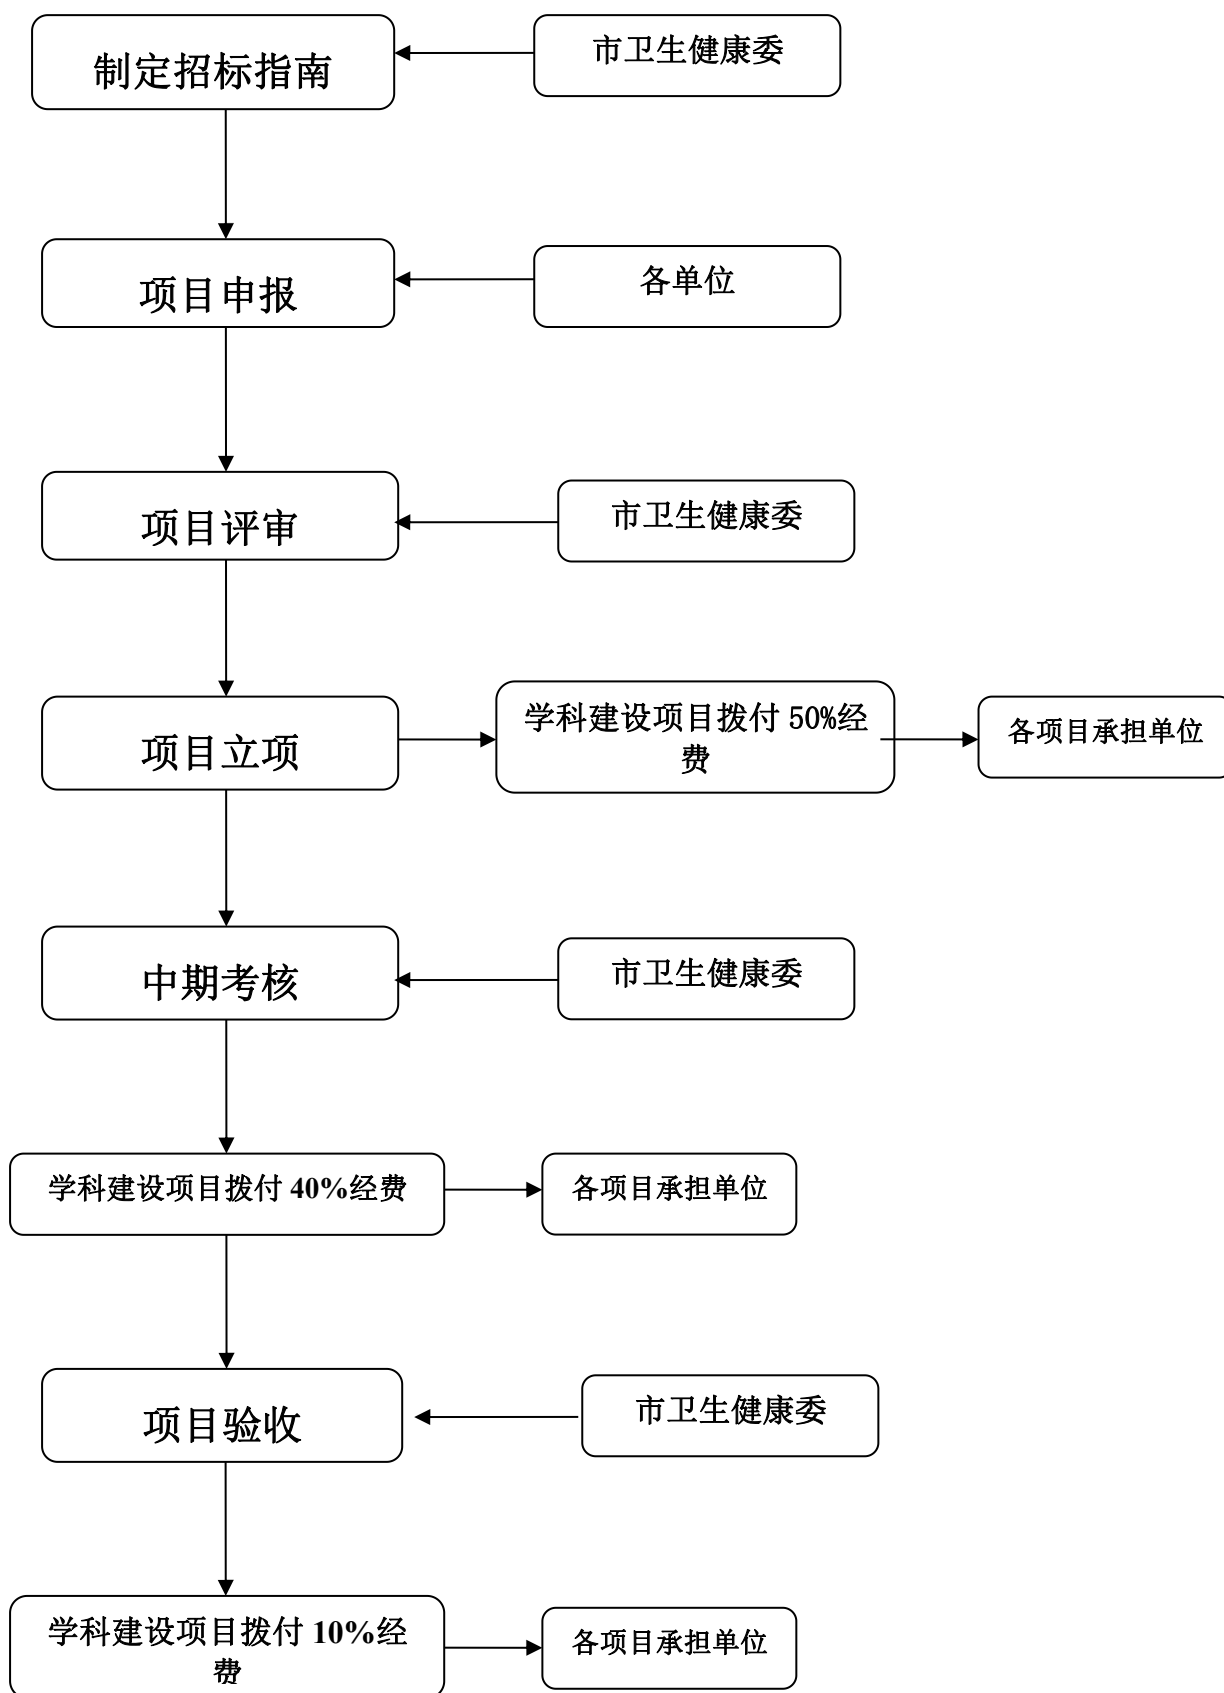 制定招标指南
市卫生健康委
项目申报
各单位
项目评审
市卫生健康委
项目立项
学科建设项目拨付 50%经
费
各项目承担单位
中期考核
市卫生健康委
学科建设项目拨付 40%经费
各项目承担单位
项目验收
市卫生健康委
学科建设项目拨付 10%经
费
各项目承担单位